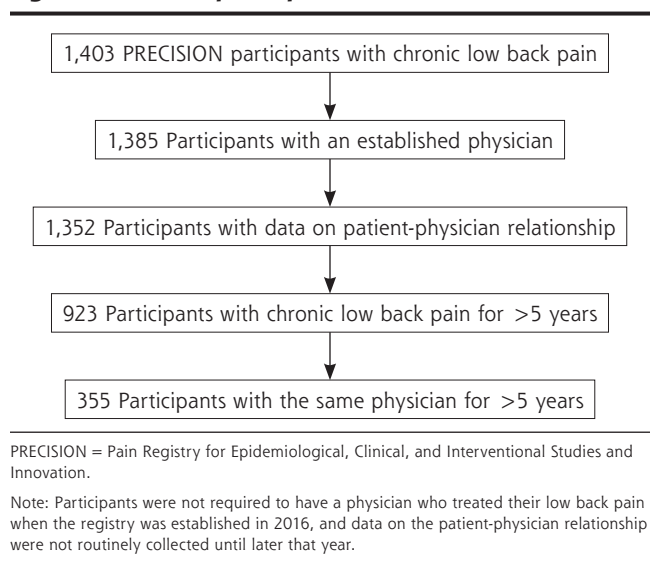 1,403 PRECISION participants with chronic low back pain
1,385 Participants with an established physician
1,352 Participants with data on patient-physician relationship
923 Participants with chronic low back pain for >5 years
355 Participants with the same physician for >5 years
PRECISION = Pain Registry for Epidemiological, Clinical, and Interventional Studies and
Innovation.
Note: Participants were not required to have a physician who treated their low back pain
when the registry was established in 2016, and data on the patient-physician relationship
were not routinely collected until later that year.